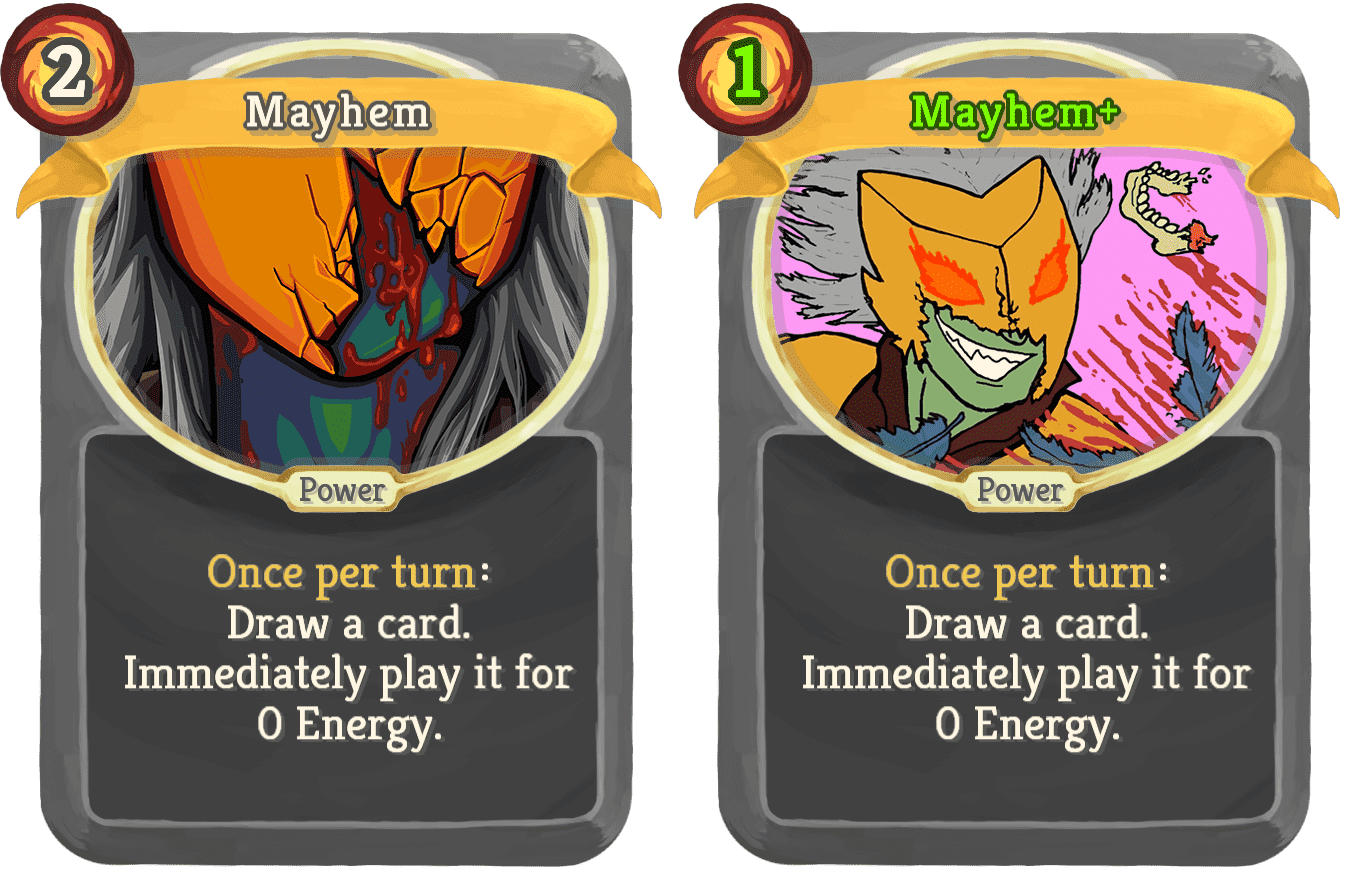 2
Mayhem
Power
Once per turn:
Draw a card.
Immediately play it for
0 Energy.
1
Mayhem+
Power
Once per turn:
Draw a card.
Immediately play it for
0 Energy.